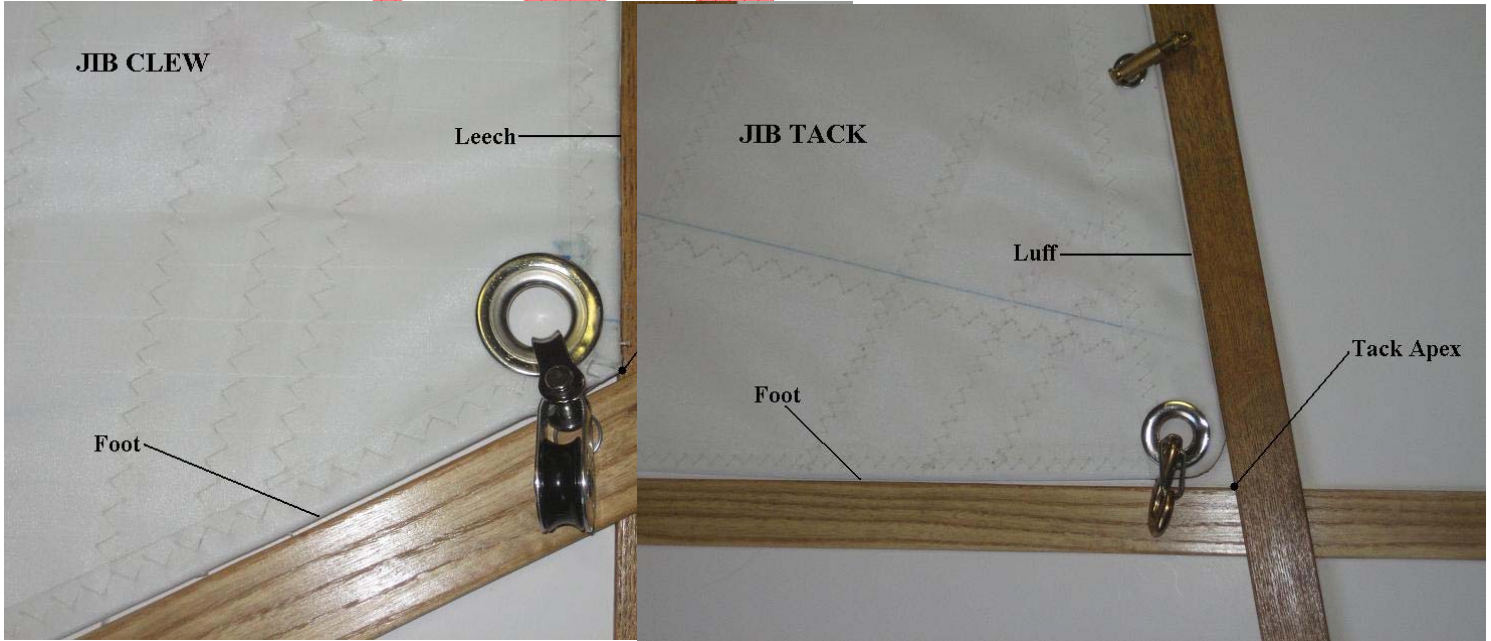 JIB CLEW
Leech
Foot
JIB TACK
Luff
Tack Apex
Foot